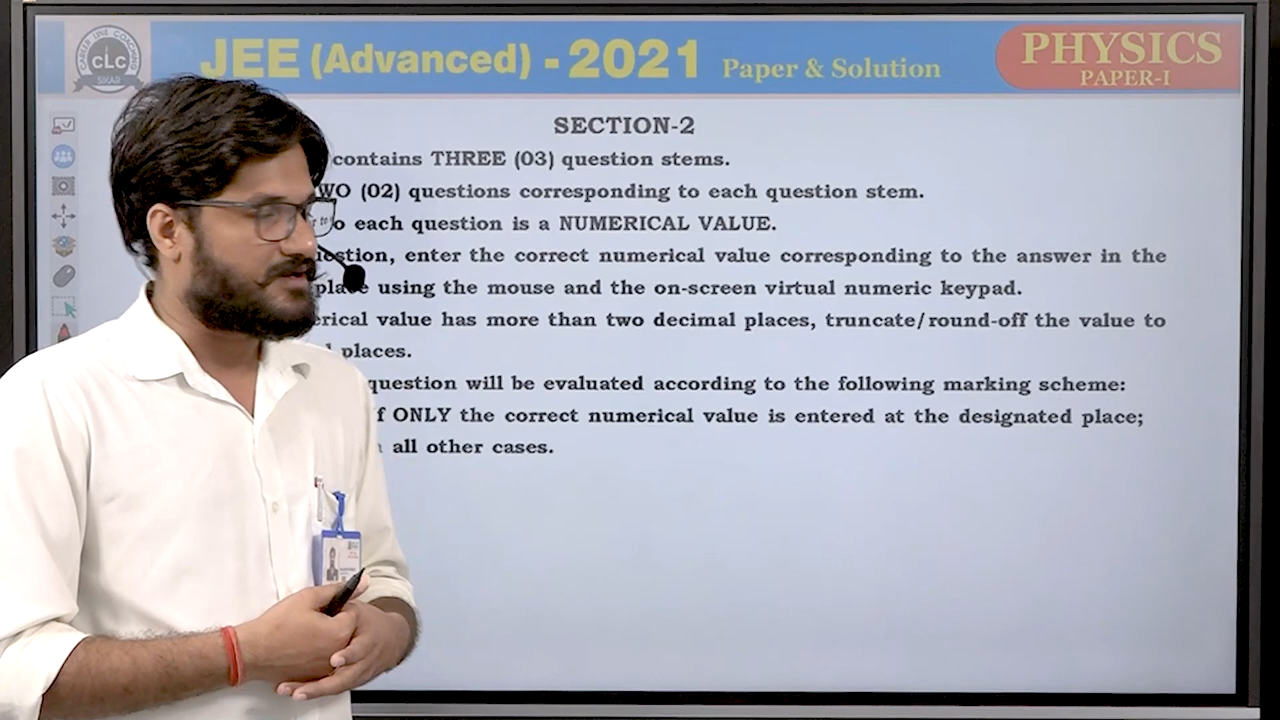 CAREER LINE COACHING
CLC
SIKAR
JEE (Advanced) - 2021 Paper & Solution
PHYSICS
PAPER-I
SECTION-2
contains THREE (03) question stems.
WO (02) questions corresponding to each question stem.
o each question is a NUMERICAL VALUE.
estion, enter the correct numerical value corresponding to the answer in the
place using the mouse and the on-screen virtual numeric keypad.
erical value has more than two decimal places, truncate/round-off the value to
places.
question will be evaluated according to the following marking scheme:
f ONLY the correct numerical value is entered at the designated place;
all other cases.